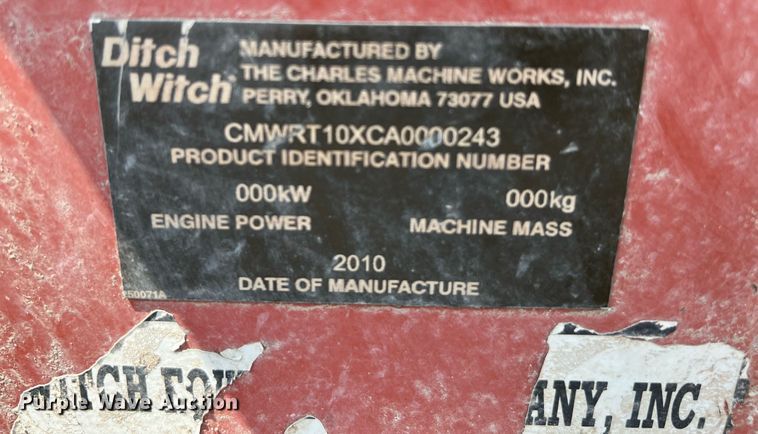 Ditch Witch®
MANUFACTURED BY
THE CHARLES MACHINE WORKS, INC.
PERRY, OKLAHOMA 73077 USA
CMWRT10XCA0000243
PRODUCT IDENTIFICATION NUMBER
000kW 000kg
ENGINE POWER MACHINE MASS
2010
DATE OF MANUFACTURE
250071A
ANY, INC.
Purple Wave Auction